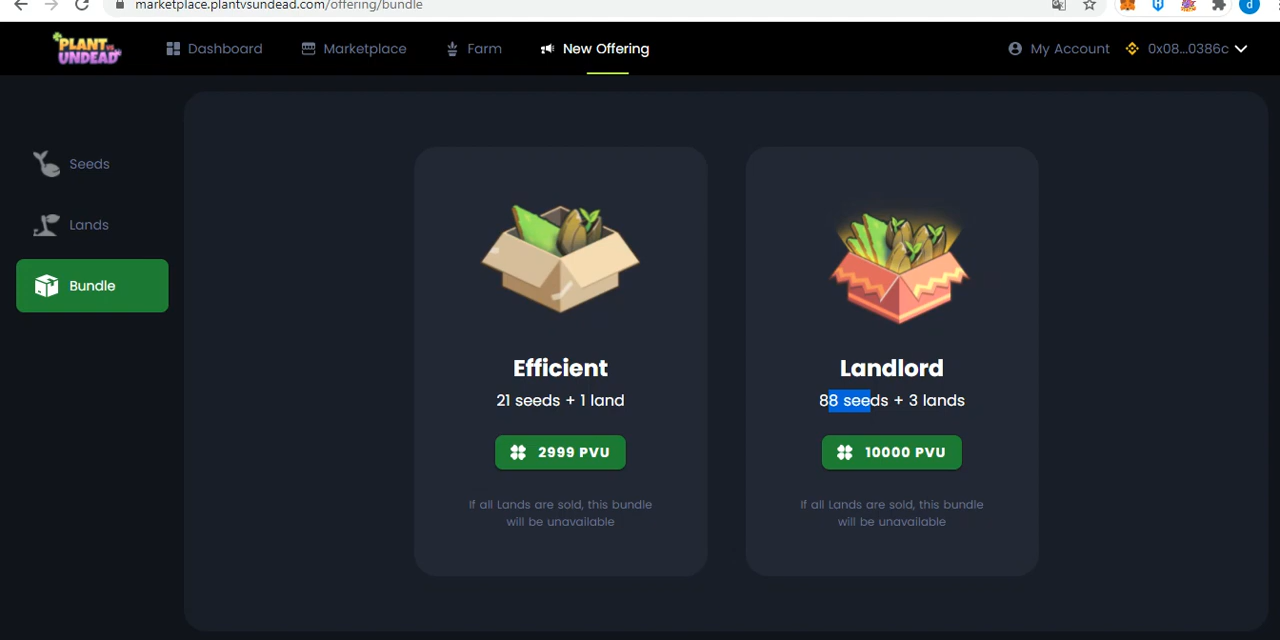 marketplace.plantvsundead.com/offering/bundle
PLANT VS UNDEAD
Dashboard
Marketplace
Farm
New Offering
My Account
0x08...0386c
d
Seeds
Lands
Bundle
Efficient
21 seeds + 1 land
2999 PVU
If all Lands are sold, this bundle
will be unavailable
Landlord
88 seeds + 3 lands
10000 PVU
If all Lands are sold, this bundle
will be unavailable